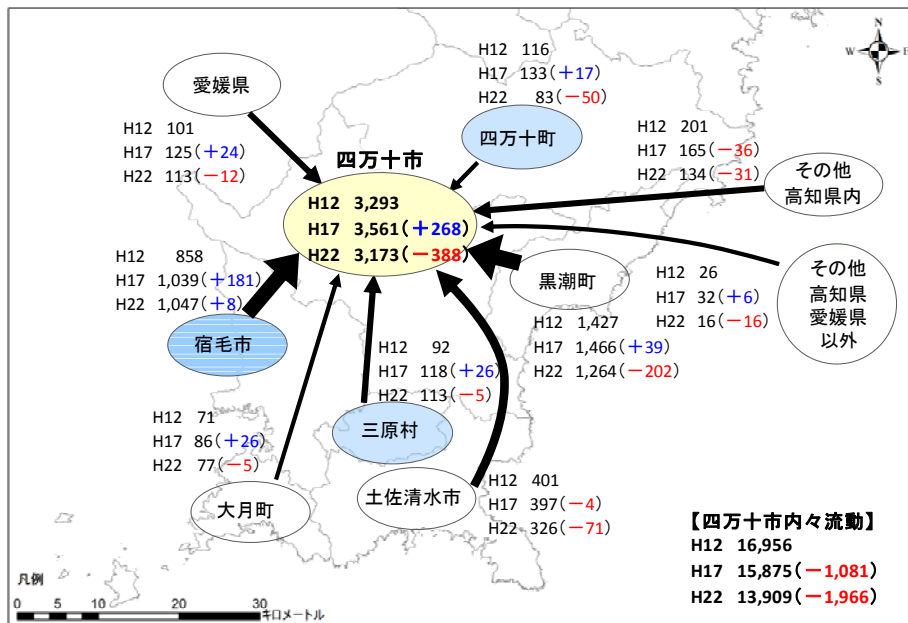 N
W
E
S
愛媛県
H12 101
H17 125(+24)
H22 113(-12)
H12 116
H17 133(+17)
H22 83(-50)
四万十町
H12 201
H17 165(-36)
H22 134(-31)
その他
高知県内
四万十市
H12 3,293
H17 3,561(+268)
H22 3,173(-388)
H12 858
H17 1,039(+181)
H22 1,047(+8)
宿毛市
黒潮町
H12 1,427
H17 1,466(+39)
H22 1,264(-202)
H12 26
H17 32(+6)
H22 16(-16)
その他
高知県
愛媛県
以外
H12 92
H17 118(+26)
H22 113(-5)
三原村
H12 71
H17 86(+26)
H22 77(-5)
大月町
土佐清水市
H12 401
H17 397(-4)
H22 326(-71)
【四万十市内々流動】
H12 16,956
H17 15,875(-1,081)
H22 13,909(-1,966)
凡例
0 5 10 20 30
キロメートル